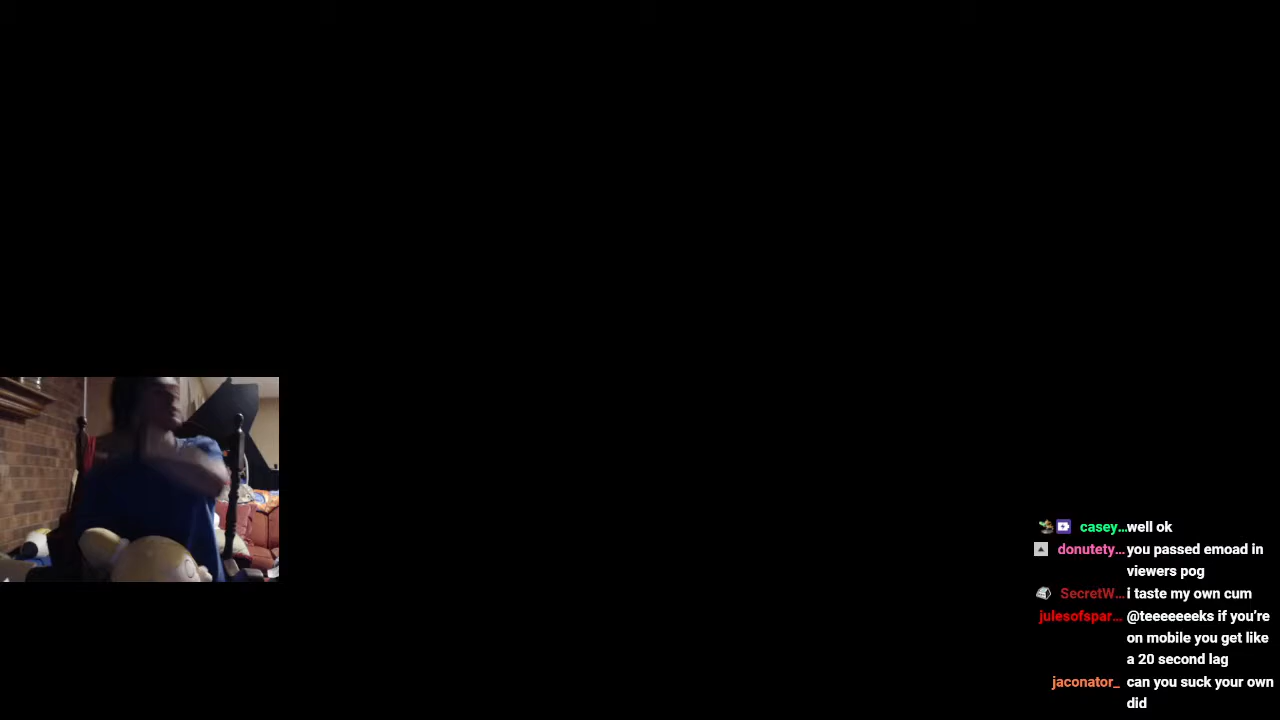 casey… well ok
donutety… you passed emoad in
viewers pog
SecretW… i taste my own cum
julesofspar… @teeeeeeks if you’re
on mobile you get like
a 20 second lag
jaconator_ can you suck your own
did